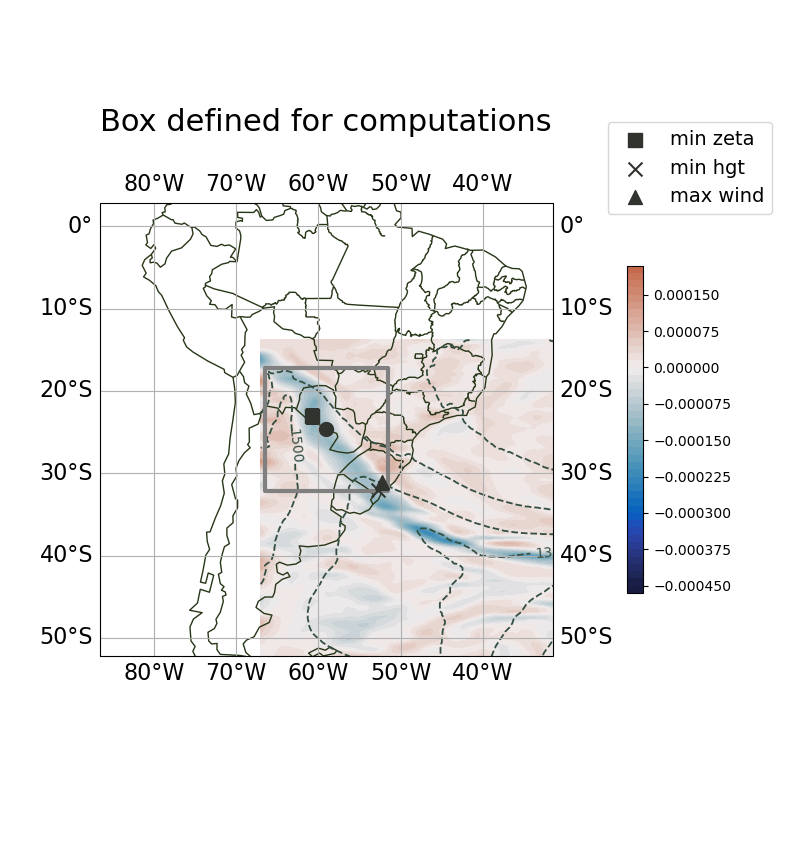 Box defined for computations
min zeta
min hgt
max wind
80°W 70°W 60°W 50°W 40°W
0° 0°
10°S 10°S
20°S 20°S
30°S 30°S
40°S 40°S
50°S 50°S
80°W 70°W 60°W 50°W 40°W
1500
13
0.000150
0.000075
0.000000
−0.000075
−0.000150
−0.000225
−0.000300
−0.000375
−0.000450